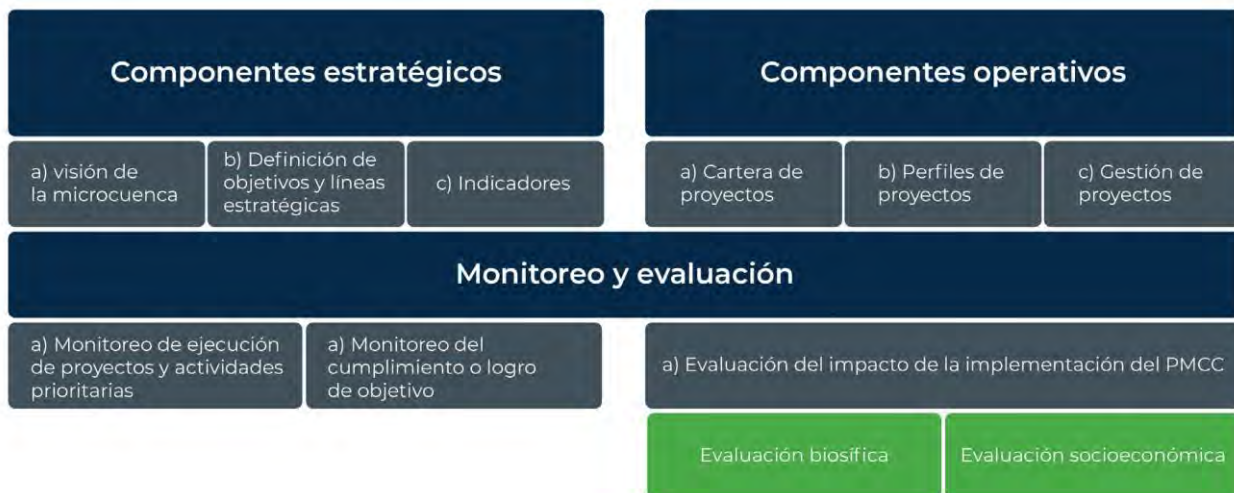 Componentes estratégicos
a) visión de
la microcuenca
b) Definición de
objetivos y líneas
estratégicas
c) Indicadores
Componentes operativos
a) Cartera de
proyectos
b) Perfiles de
proyectos
c) Gestión de
proyectos
Monitoreo y evaluación
a) Monitoreo de ejecución
de proyectos y actividades
prioritarias
a) Monitoreo del
cumplimiento o logro
de objetivo
a) Evaluación del impacto de la implementación del PMCC
Evaluación biosífica
Evaluación socioeconómica